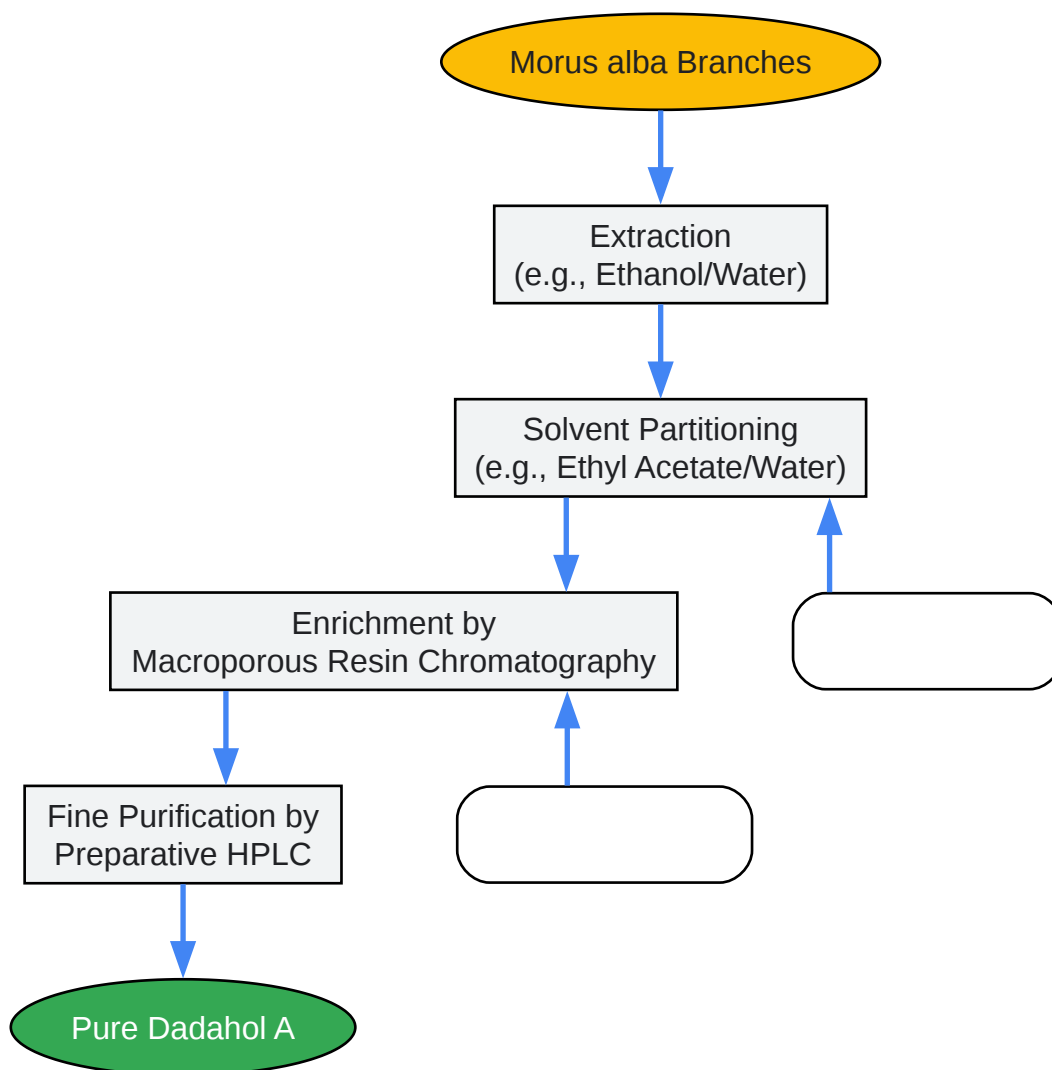 Morus alba Branches
Extraction
(e.g., Ethanol/Water)
Solvent Partitioning
(e.g., Ethyl Acetate/Water)
Enrichment by
Macroporous Resin Chromatography
Fine Purification by
Preparative HPLC
Pure Dadahol A